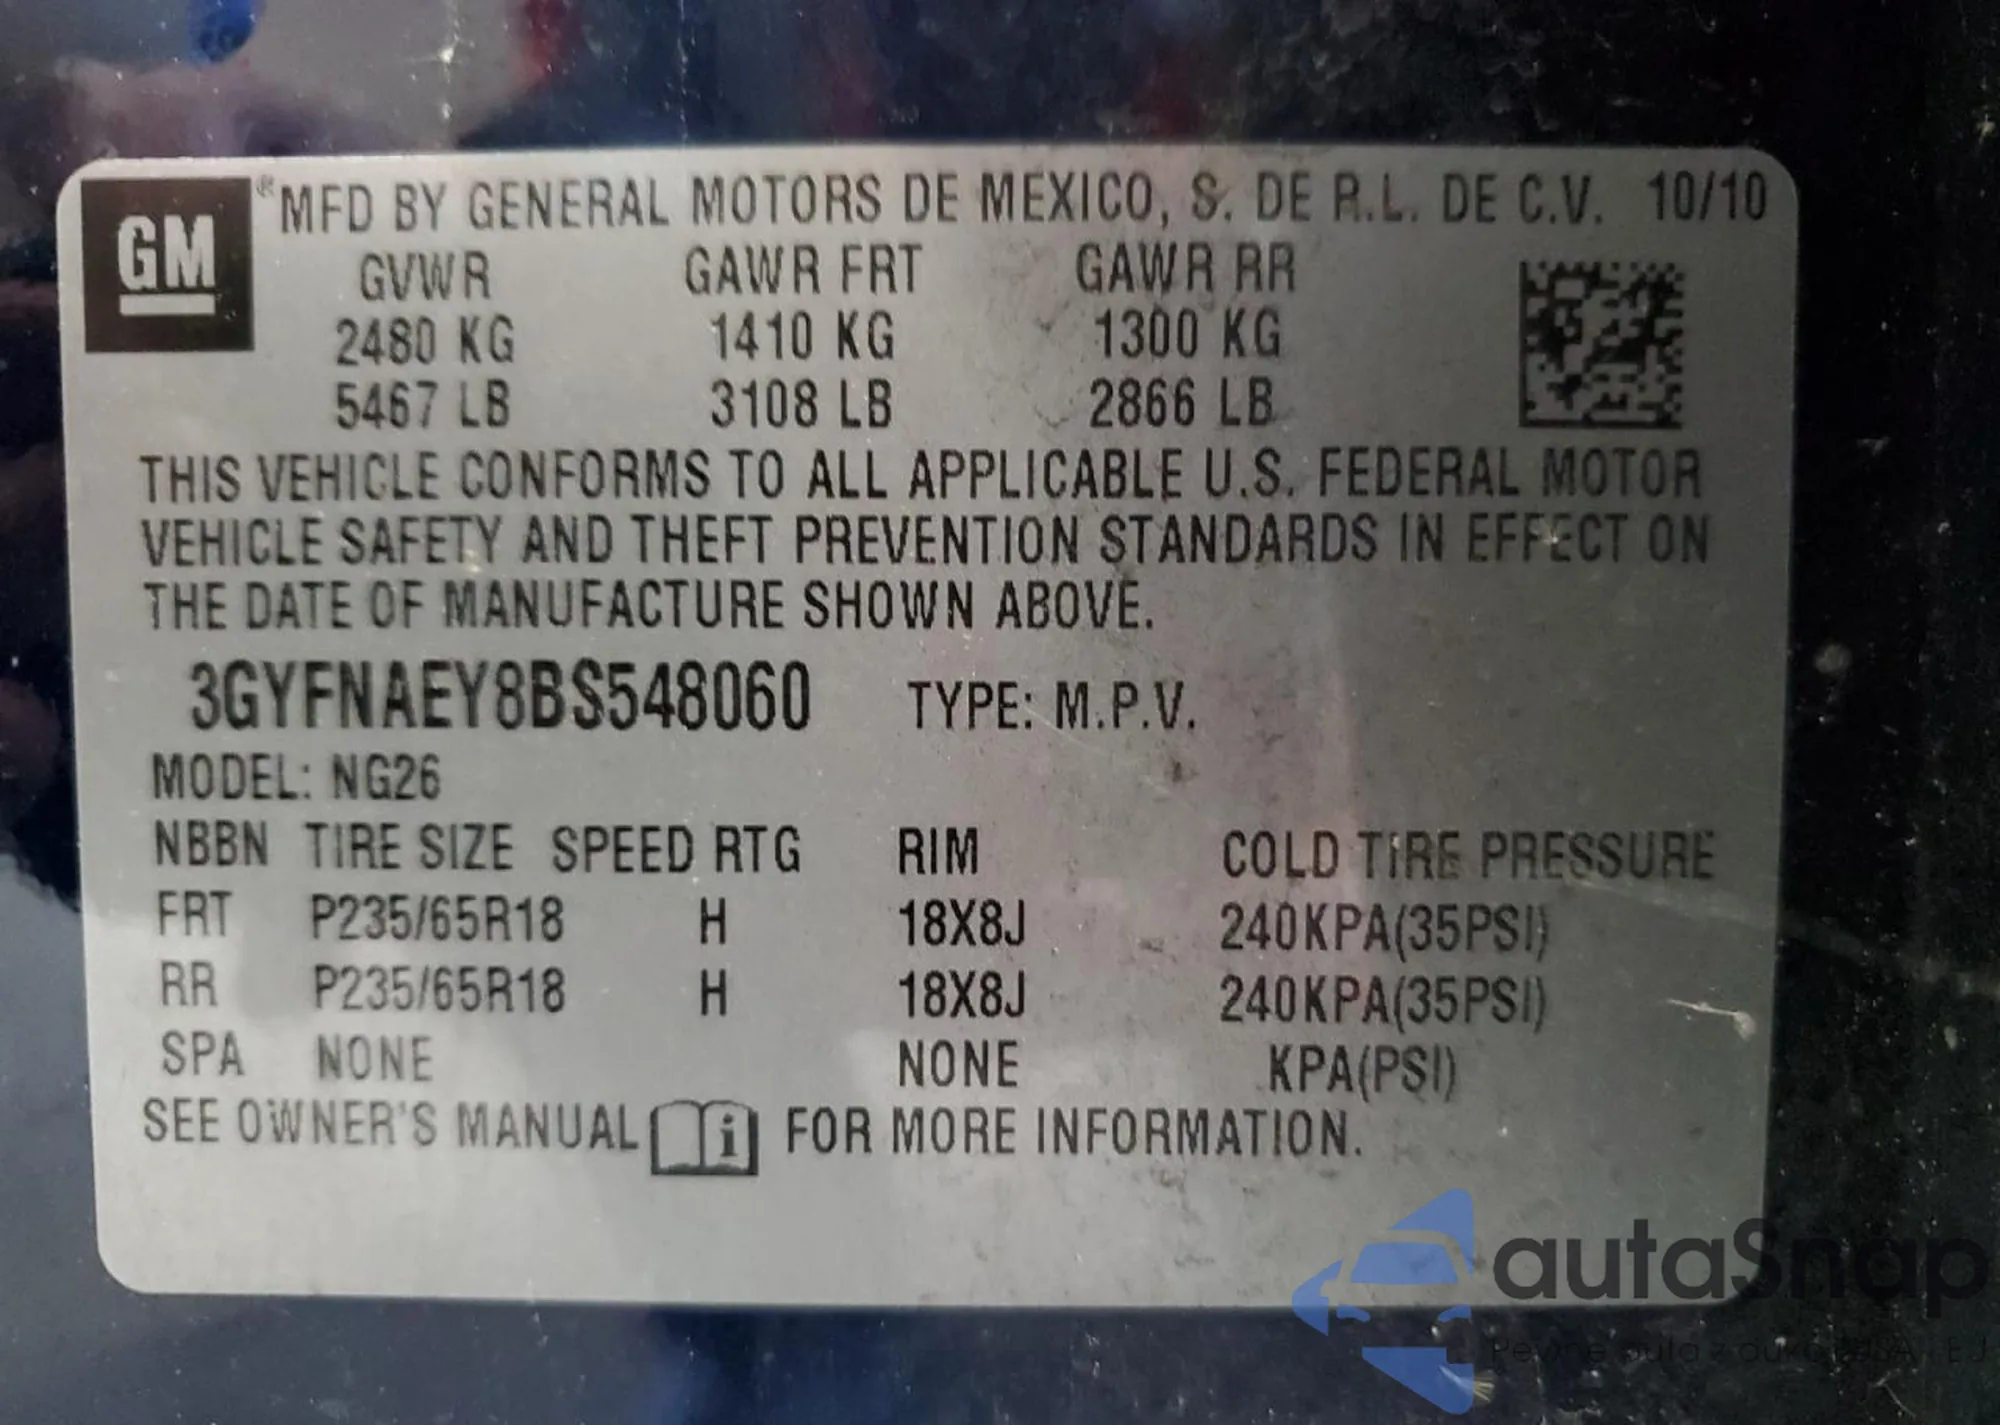 GM
® MFD BY GENERAL MOTORS DE MEXICO, S. DE R.L. DE C.V. 10/10
GVWR GAWR FRT GAWR RR
2480 KG 1410 KG 1300 KG
5467 LB 3108 LB 2866 LB
THIS VEHICLE CONFORMS TO ALL APPLICABLE U.S. FEDERAL MOTOR
VEHICLE SAFETY AND THEFT PREVENTION STANDARDS IN EFFECT ON
THE DATE OF MANUFACTURE SHOWN ABOVE.
3GYFNAEY8BS548060 TYPE: M.P.V.
MODEL: NG26
NBBN TIRE SIZE SPEED RTG RIM COLD TIRE PRESSURE
FRT P235/65R18 H 18X8J 240KPA(35PSI)
RR P235/65R18 H 18X8J 240KPA(35PSI)
SPA NONE NONE KPA(PSI)
SEE OWNER'S MANUAL i FOR MORE INFORMATION.
autaSnap
auta z